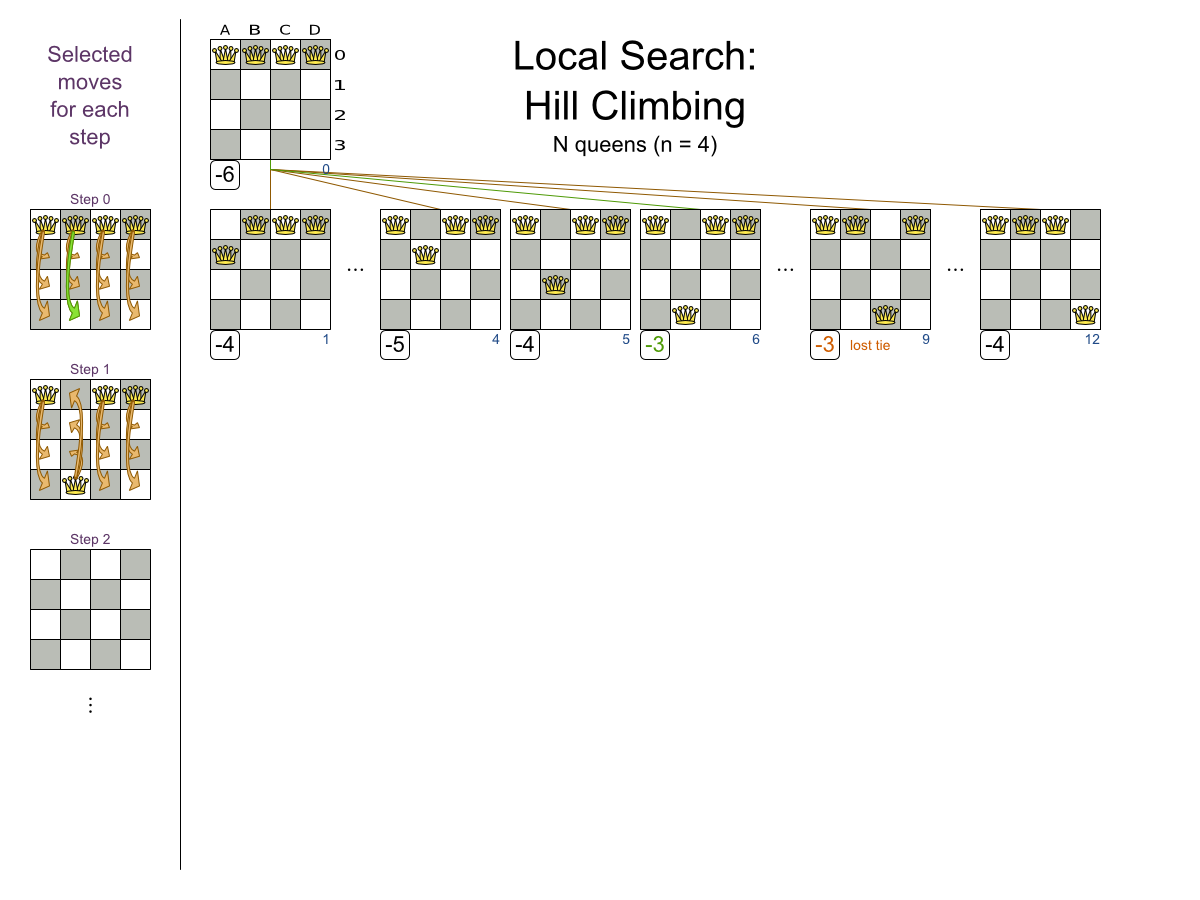 Selected
moves
for each
step
Step 0
Step 1
Step 2
⋮
A B C D
0
1
2
3
-6
0
Local Search:
Hill Climbing
N queens (n = 4)
... ... ...
-4 1 -5 4 -4 5 -3 6 -3 lost tie 9 -4 12